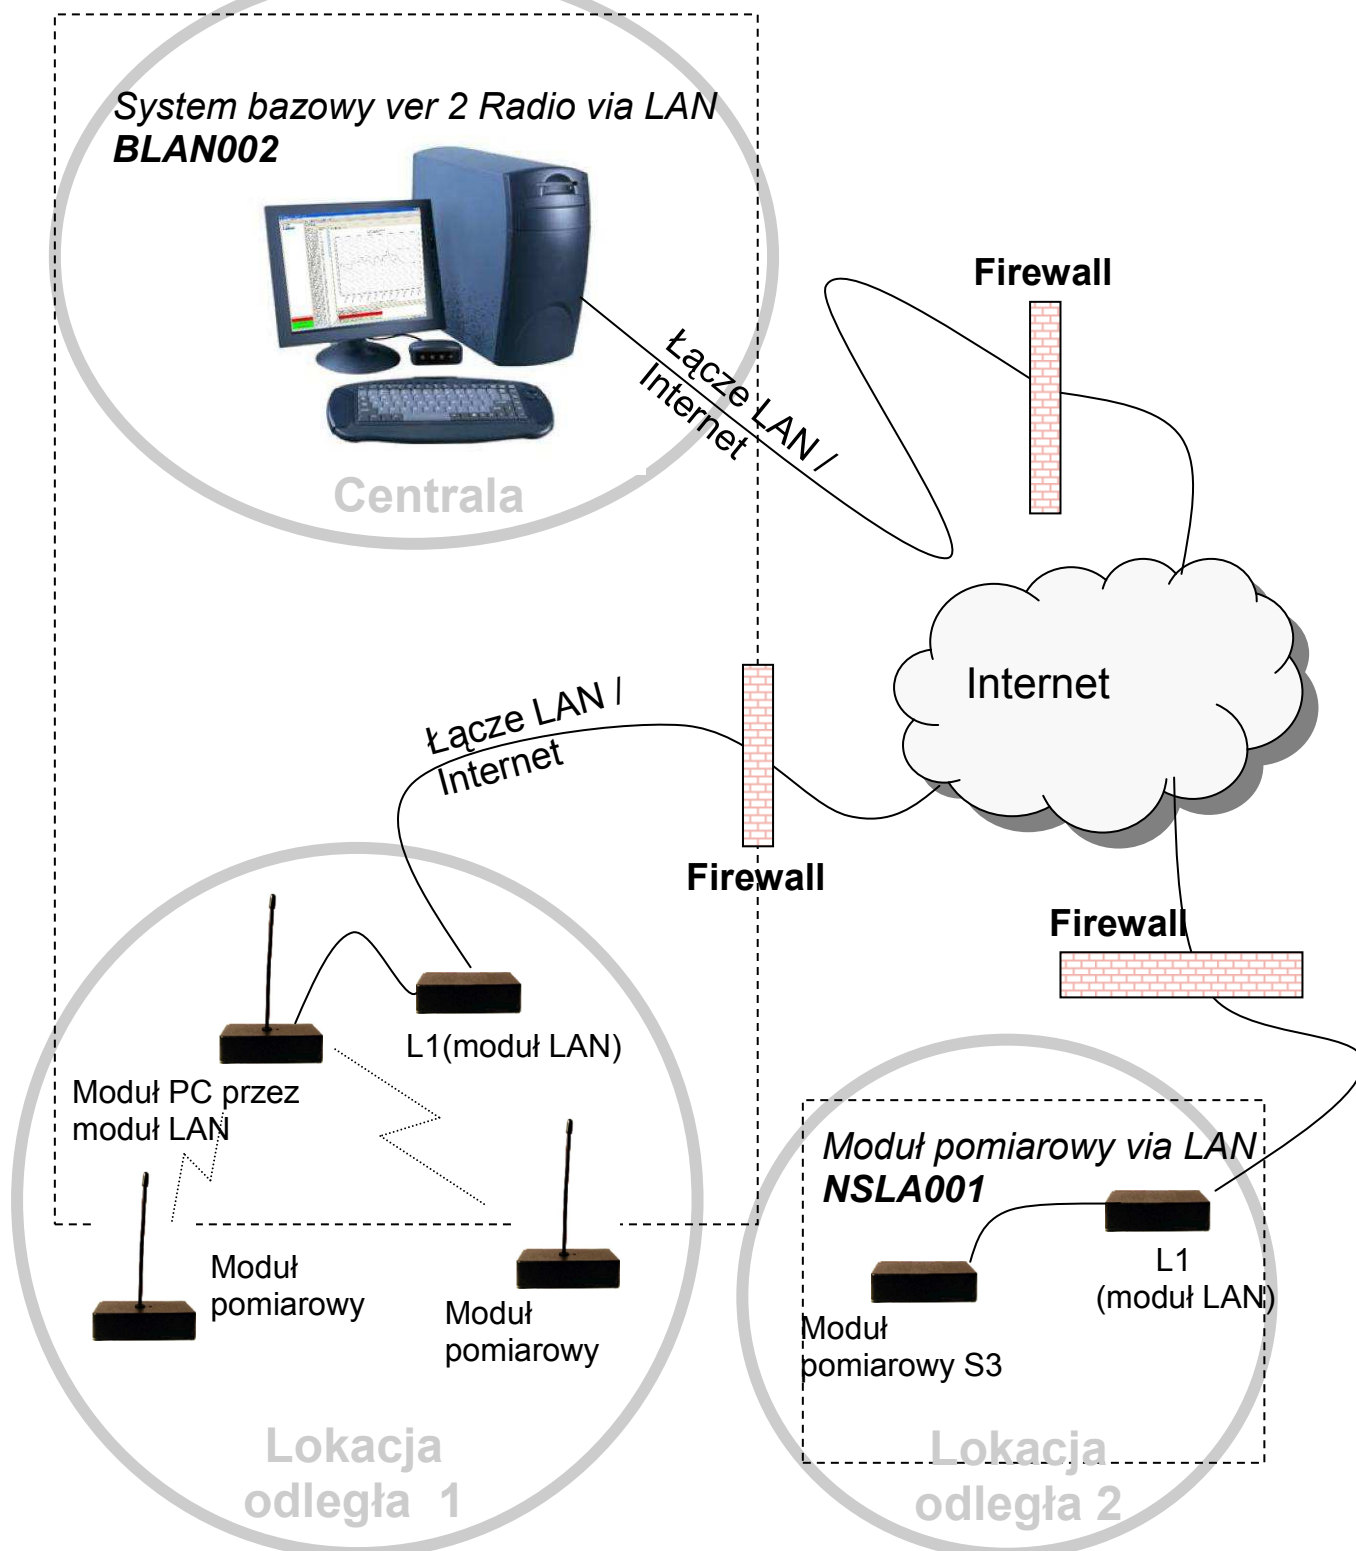 System bazowy ver 2 Radio via LAN
BLAN002
Firewall
Łącze LAN /
Internet
Centrala
Internet
Łącze LAN /
Internet
Firewall
Firewall
L1(moduł LAN)
Moduł PC przez
moduł LAN
Moduł pomiarowy via LAN
NSLA001
Moduł
pomiarowy
L1
(moduł LAN)
Moduł
pomiarowy
Moduł
pomiarowy S3
Lokacja
odległa 1
Lokacja
odległa 2